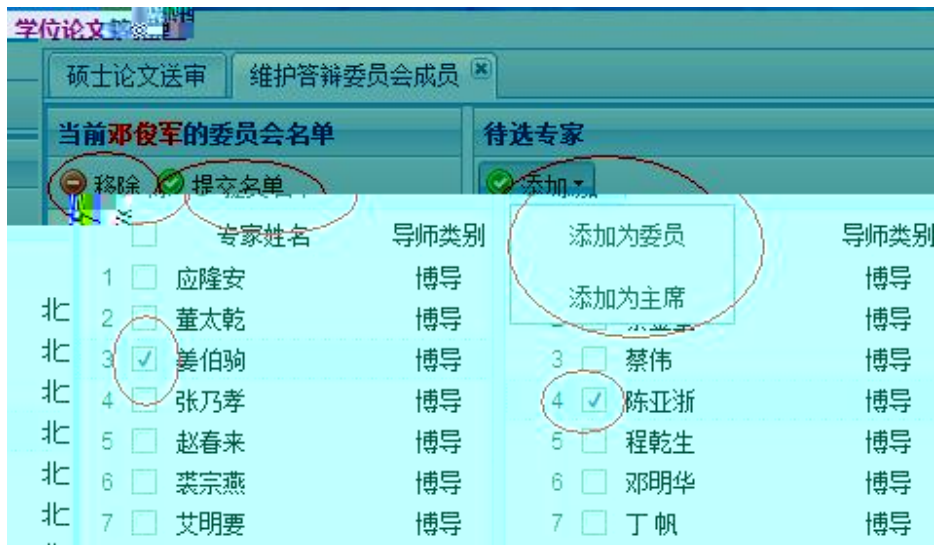 学位论文
硕士论文送审 维护答辩委员会成员
当前邓俊军的委员会名单 待选专家
移除 提交名单 添加
专家姓名 导师类别 添加为委员 导师类别
1 应隆安 博导 博导
添加为主席
北 2 董太乾 博导 博导
北 3 姜伯驹 博导 3 蔡伟 博导
北 4 张乃孝 博导 4 陈亚浙 博导
北 5 赵春来 博导 5 程乾生 博导
北 6 裘宗燕 博导 6 邓明华 博导
北 7 艾明要 博导 7 丁帆 博导